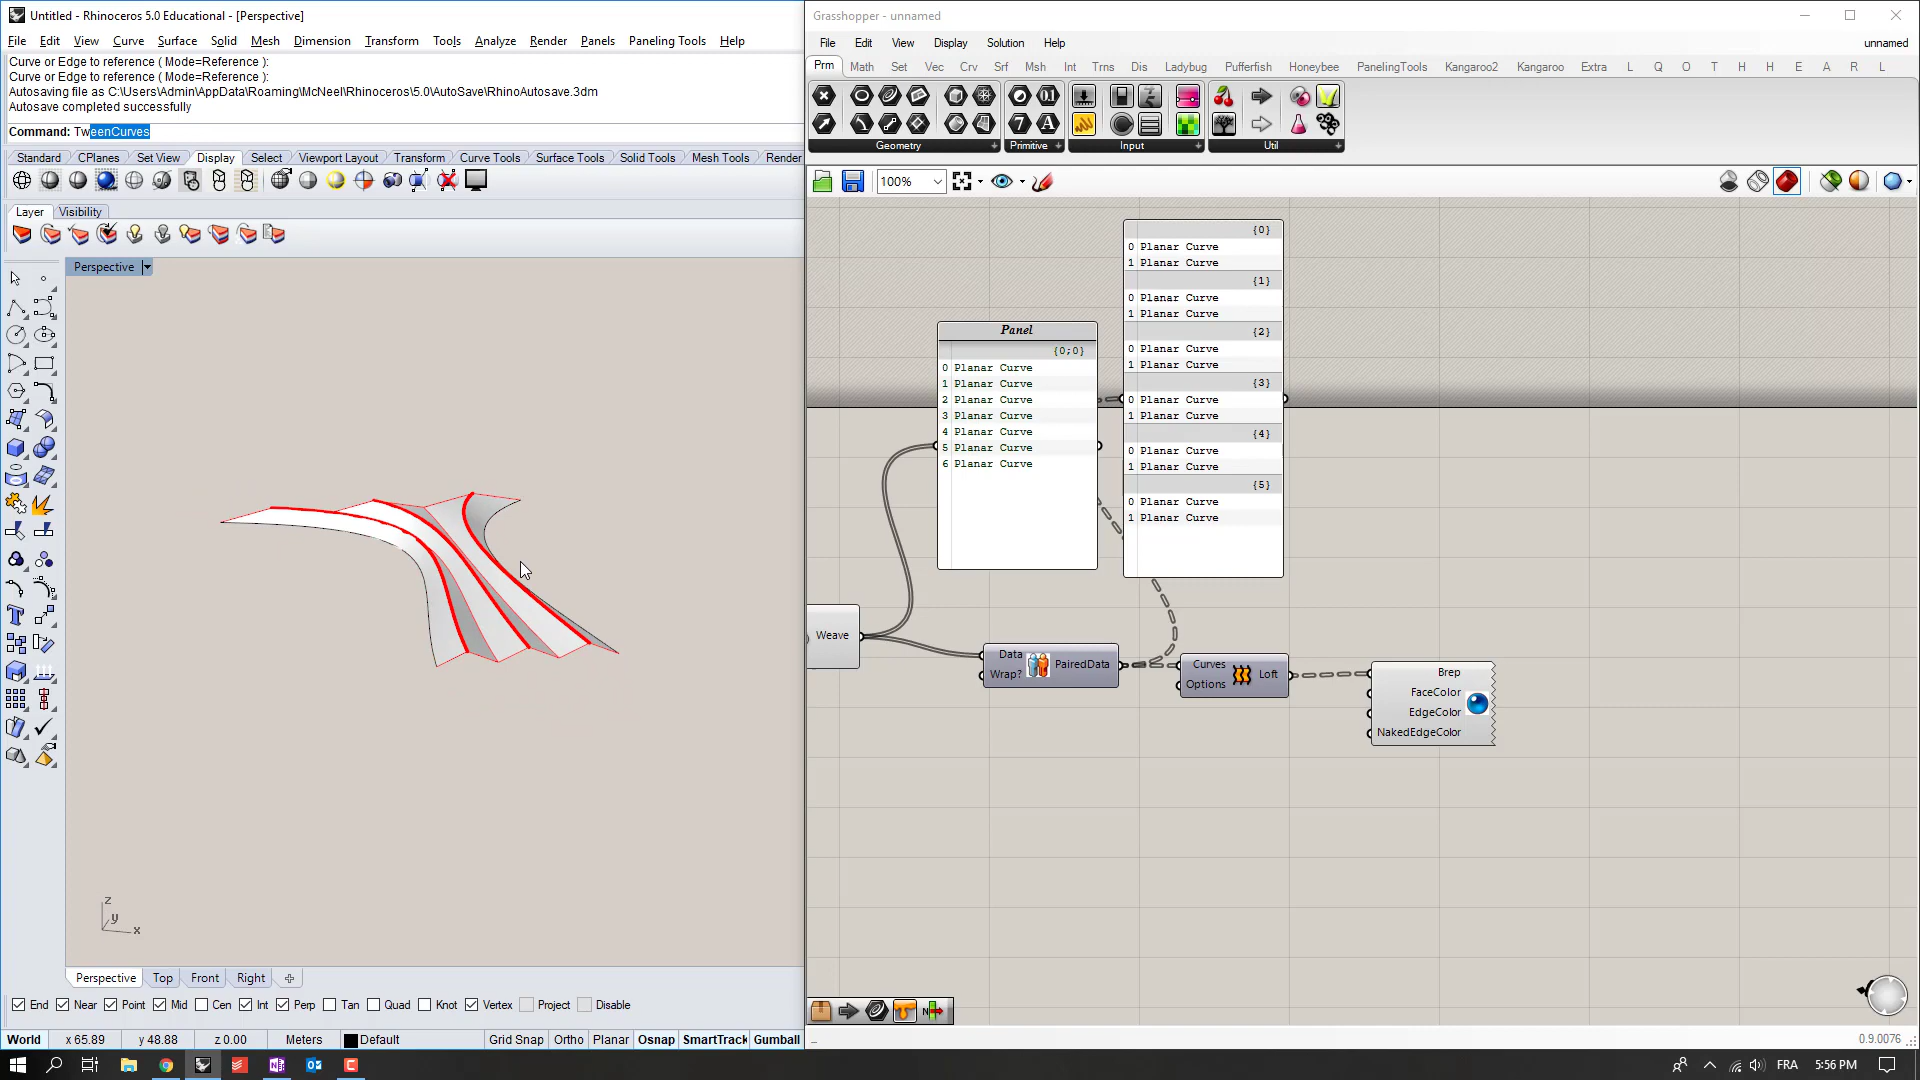 Untitled - Rhinoceros 5.0 Educational - [Perspective]
File Edit View Curve Surface Solid Mesh Dimension Transform Tools Analyze Render Panels Paneling Tools Help
Curve or Edge to reference ( Mode=Reference ):
Curve or Edge to reference ( Mode=Reference ):
Autosaving file as C:\Users\Admin\AppData\Roaming\McNeel\Rhinoceros\5.0\AutoSave\RhinoAutosave.3dm
Autosave completed successfully
Command: TweenCurves
Standard CPlanes Set View Display Select Viewport Layout Transform Curve Tools Surface Tools Solid Tools Mesh Tools Render
Layer Visibility
Perspective
z
y
x
Perspective Top Front Right
End Near Point Mid Cen Int Perp Tan Quad Knot Vertex Project Disable
World x 65.89 y 48.88 z 0.00 Meters Default Grid Snap Ortho Planar Osnap SmartTrack Gumball
Grasshopper - unnamed
File Edit View Display Solution Help unnamed
Prm Math Set Vec Crv Srf Msh Int Trns Dis Ladybug Pufferfish Honeybee PanelingTools Kangaroo2 Kangaroo Extra L Q O T H H E A R L
Geometry Primitive Input Util
100%
Panel
{0;0}
0 Planar Curve
1 Planar Curve
2 Planar Curve
3 Planar Curve
4 Planar Curve
5 Planar Curve
6 Planar Curve
{0}
0 Planar Curve
1 Planar Curve
{1}
0 Planar Curve
1 Planar Curve
{2}
0 Planar Curve
1 Planar Curve
{3}
0 Planar Curve
1 Planar Curve
{4}
0 Planar Curve
1 Planar Curve
{5}
0 Planar Curve
1 Planar Curve
Weave
Data
Wrap?
PairedData
Curves
Options
Loft
Brep
FaceColor
EdgeColor
NakedEdgeColor
0.9.0076
FRA 5:56 PM